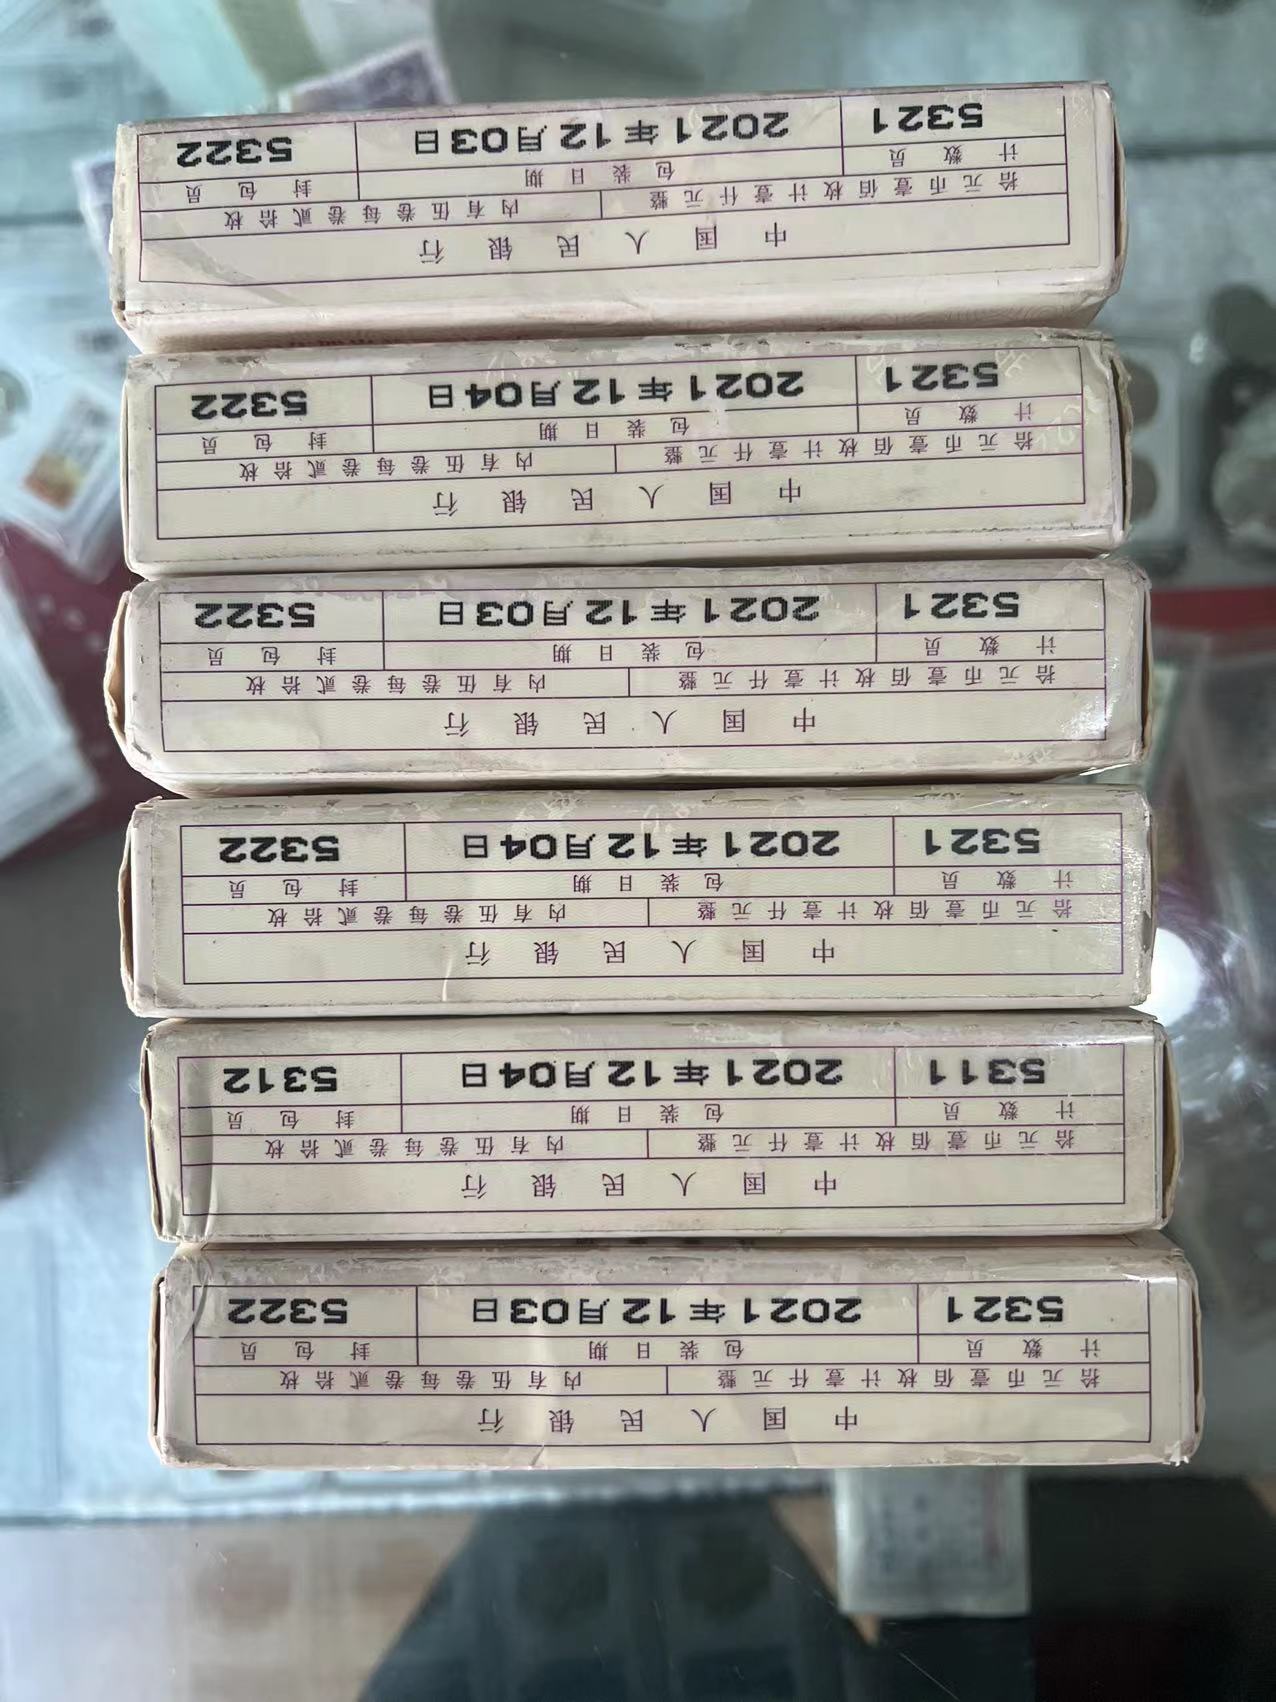 中国人民银行
拾元币壹佰枚计壹仟元整 内有伍卷每卷贰拾枚
计数员 包装日期 封包员
5321 2021年12月03日 5322
中国人民银行
拾元币壹佰枚计壹仟元整 内有伍卷每卷贰拾枚
计数员 包装日期 封包员
5311 2021年12月04日 5312
中国人民银行
拾元币壹佰枚计壹仟元整 内有伍卷每卷贰拾枚
计数员 包装日期 封包员
5321 2021年12月04日 5322
中国人民银行
拾元币壹佰枚计壹仟元整 内有伍卷每卷贰拾枚
计数员 包装日期 封包员
5321 2021年12月03日 5322
中国人民银行
拾元币壹佰枚计壹仟元整 内有伍卷每卷贰拾枚
计数员 包装日期 封包员
5321 2021年12月04日 5322
中国人民银行
拾元币壹佰枚计壹仟元整 内有伍卷每卷贰拾枚
计数员 包装日期 封包员
5321 2021年12月03日 5322